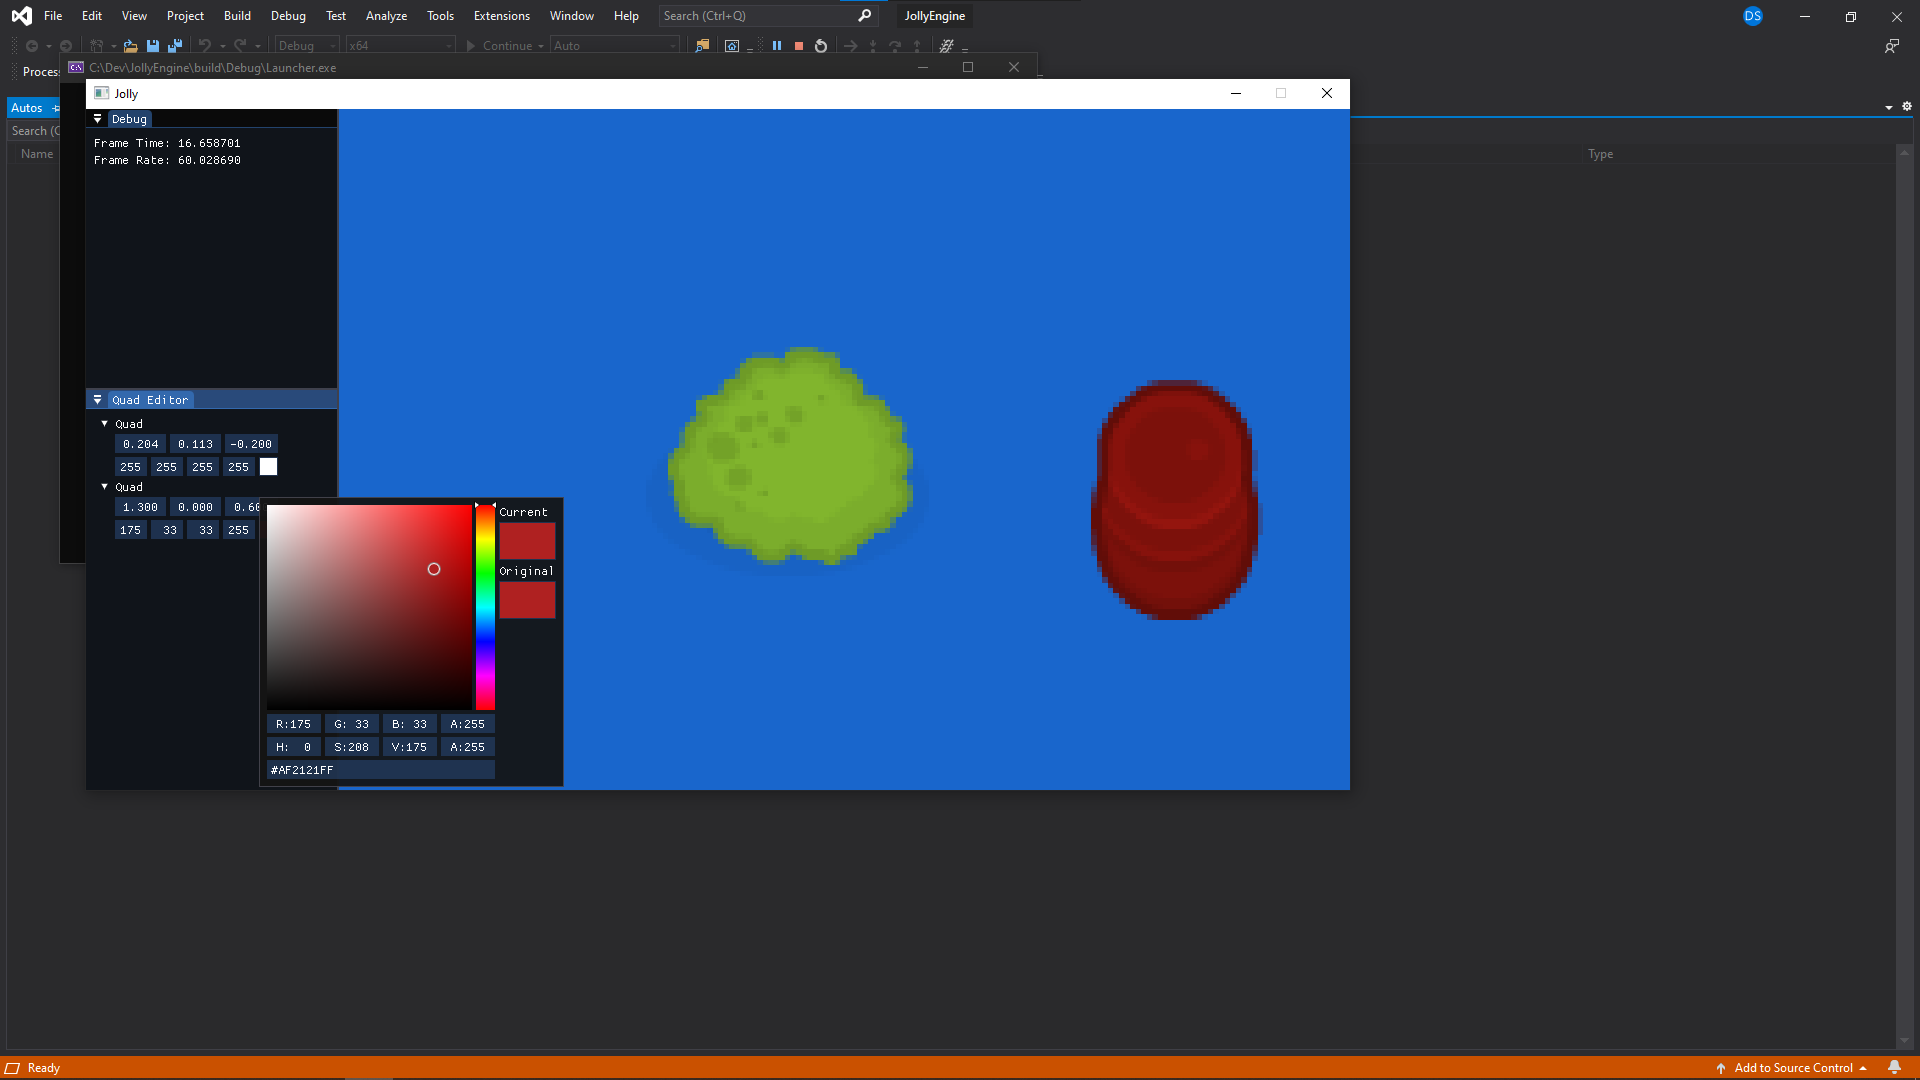 File Edit View Project Build Debug Test Analyze Tools Extensions Window Help Search (Ctrl+Q) JollyEngine DS
Debug x64 Continue Auto
Process
C:\Dev\JollyEngine\build\Debug\Launcher.exe
Jolly
Autos
Debug
Search (C
Frame Time: 16.658701
Name Type
Frame Rate: 60.028690
Quad Editor
Quad
0.204 0.113 -0.200
255 255 255 255
Quad
1.300 0.000 0.60
Current
175 33 33 255
Original
R:175 G: 33 B: 33 A:255
H: 0 S:208 V:175 A:255
#AF2121FF
Ready Add to Source Control